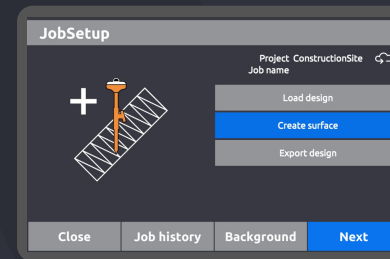 JobSetup
Project ConstructionSite
Job name
Load design
Create surface
Export design
Close
Job history
Background
Next